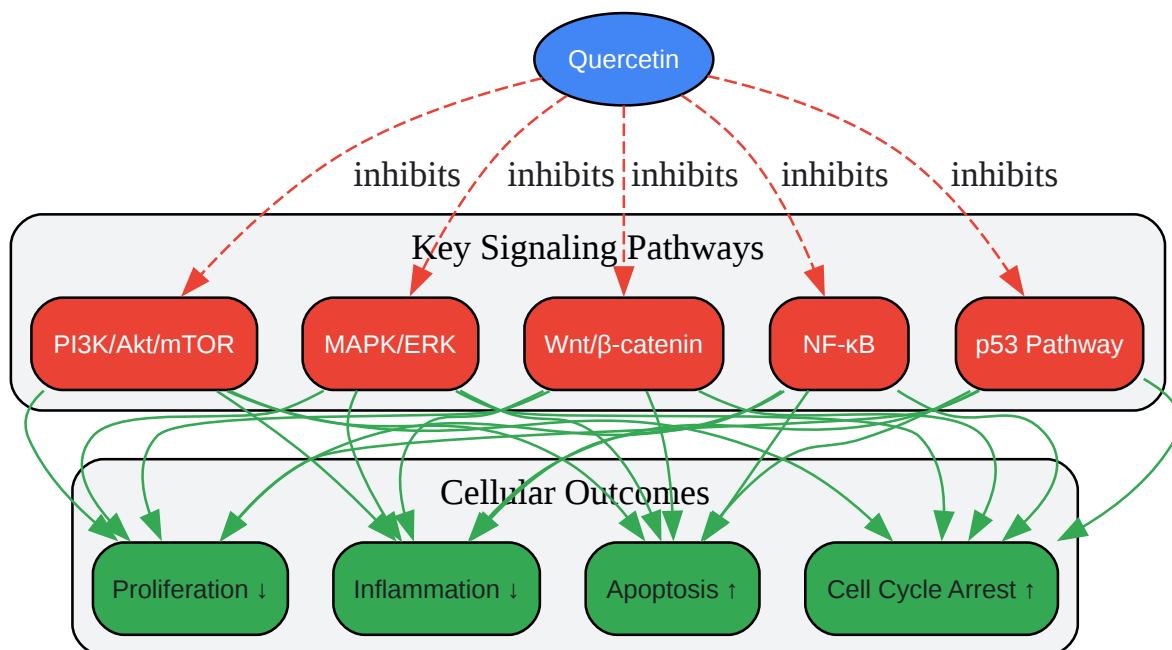 Quercetin
inhibits inhibits inhibits inhibits inhibits
Key Signaling Pathways
PI3K/Akt/mTOR MAPK/ERK Wnt/β-catenin NF-κB p53 Pathway
Cellular Outcomes
Proliferation ↓ Inflammation ↓ Apoptosis ↑ Cell Cycle Arrest ↑